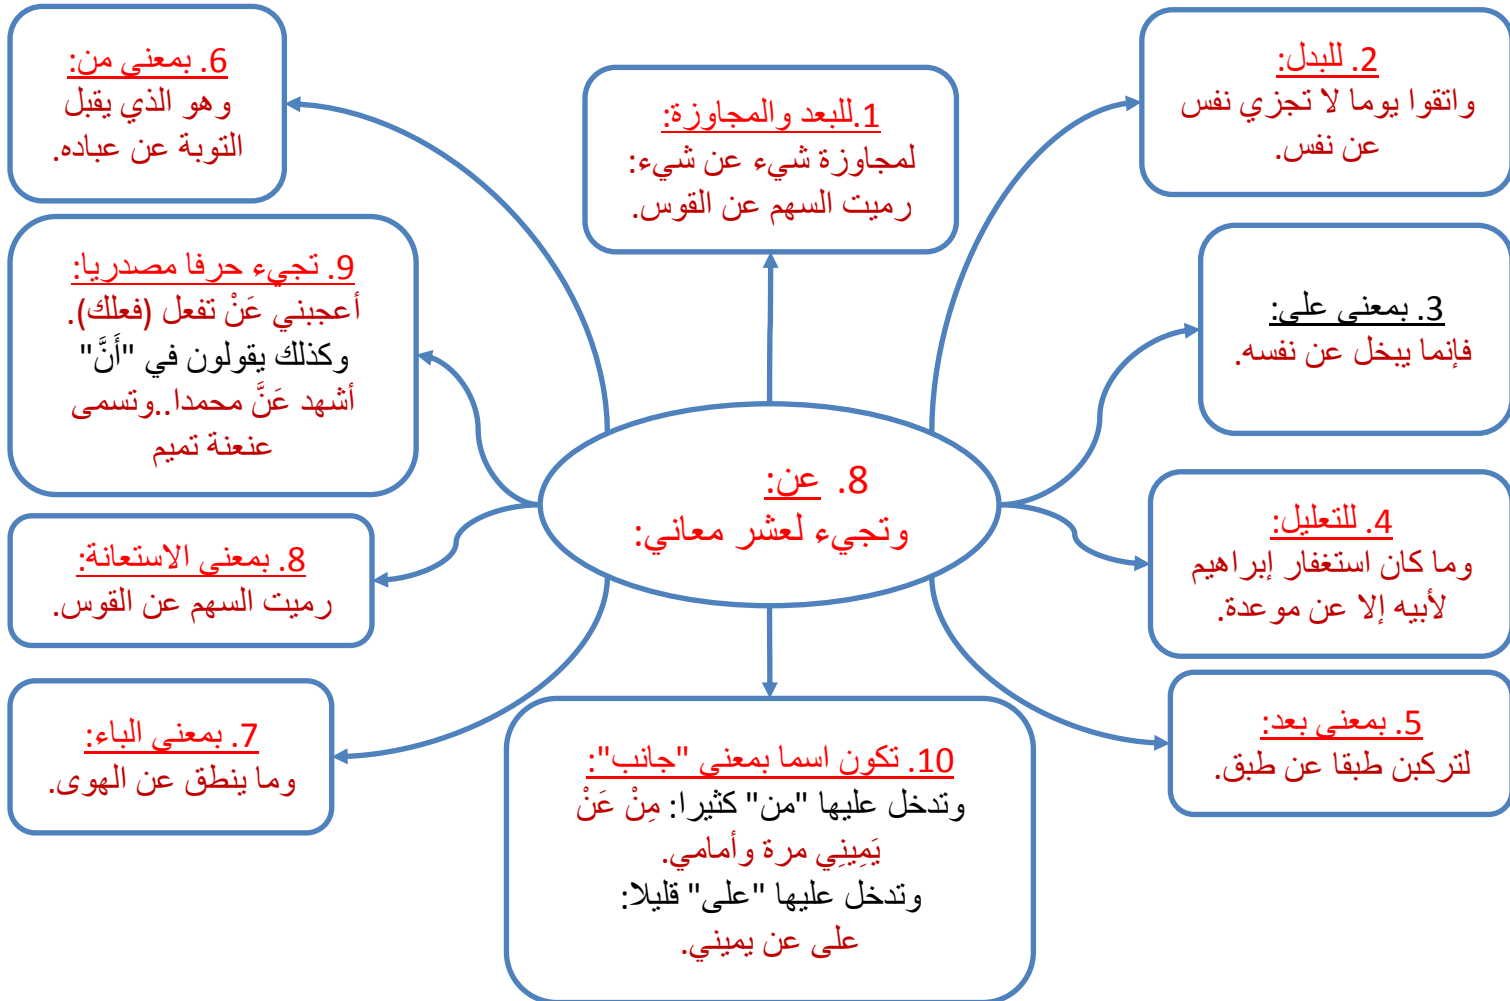 8. عن:
وتجيء لعشر معاني:
1.للبعد والمجاوزة:
لمجاوزة شيء عن شيء:
رميت السهم عن القوس.
2. للبدل:
واتقوا يوما لا تجزي نفس
عن نفس.
3. بمعنى على:
فإنما يبخل عن نفسه.
4. للتعليل:
وما كان استغفار إبراهيم
لأبيه إلا عن موعدة.
5. بمعنى بعد:
لتركبن طبقا عن طبق.
6. بمعنى من:
وهو الذي يقبل
التوبة عن عباده.
7. بمعنى الباء:
وما ينطق عن الهوى.
8. بمعنى الاستعانة:
رميت السهم عن القوس.
9. تجيء حرفا مصدريا:
أعجبني عَنْ تفعل (فعلك).
وكذلك يقولون في "أَنَّ"
أشهد عَنَّ محمدا..وتسمى
عنعنة تميم
10. تكون اسما بمعنى "جانب":
وتدخل عليها "من" كثيرا: مِنْ عَنْ
يَمِينِي مرة وأمامي.
وتدخل عليها "على" قليلا:
على عن يميني.